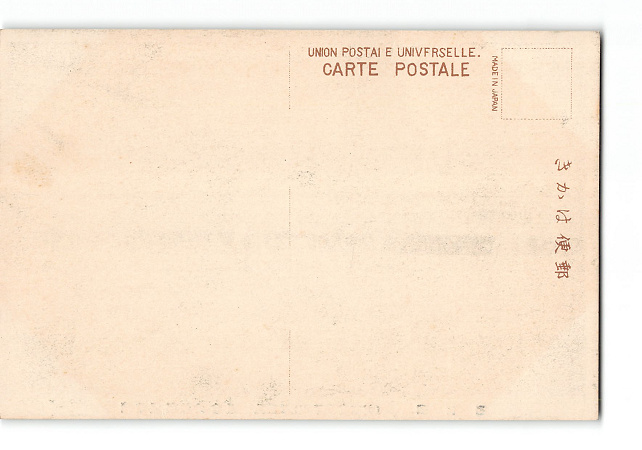 UNION POSTAI E UNIVFRSELLE.
CARTE POSTALE
MADE IN JAPAN
きかは便郵